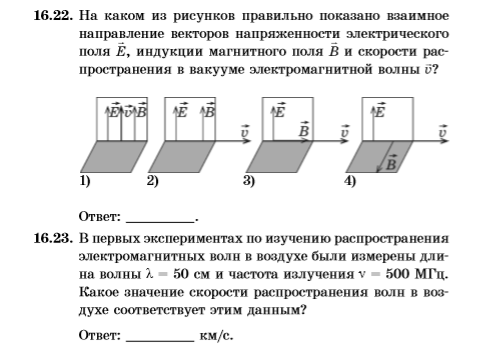 16.22. На каком из рисунков правильно показано взаимное
направление векторов напряженности электрического
поля E⃗, индукции магнитного поля B⃗ и скорости рас-
пространения в вакууме электромагнитной волны v⃗?
E⃗ v⃗ B⃗ E⃗ B⃗ v⃗ E⃗ B⃗ v⃗ E⃗ B⃗ v⃗
1) 2) 3) 4)
Ответ: _________.
16.23. В первых экспериментах по изучению распространения
электромагнитных волн в воздухе были измерены дли-
на волны λ = 50 см и частота излучения ν = 500 МГц.
Какое значение скорости распространения волн в воз-
духе соответствует этим данным?
Ответ: _________ км/с.